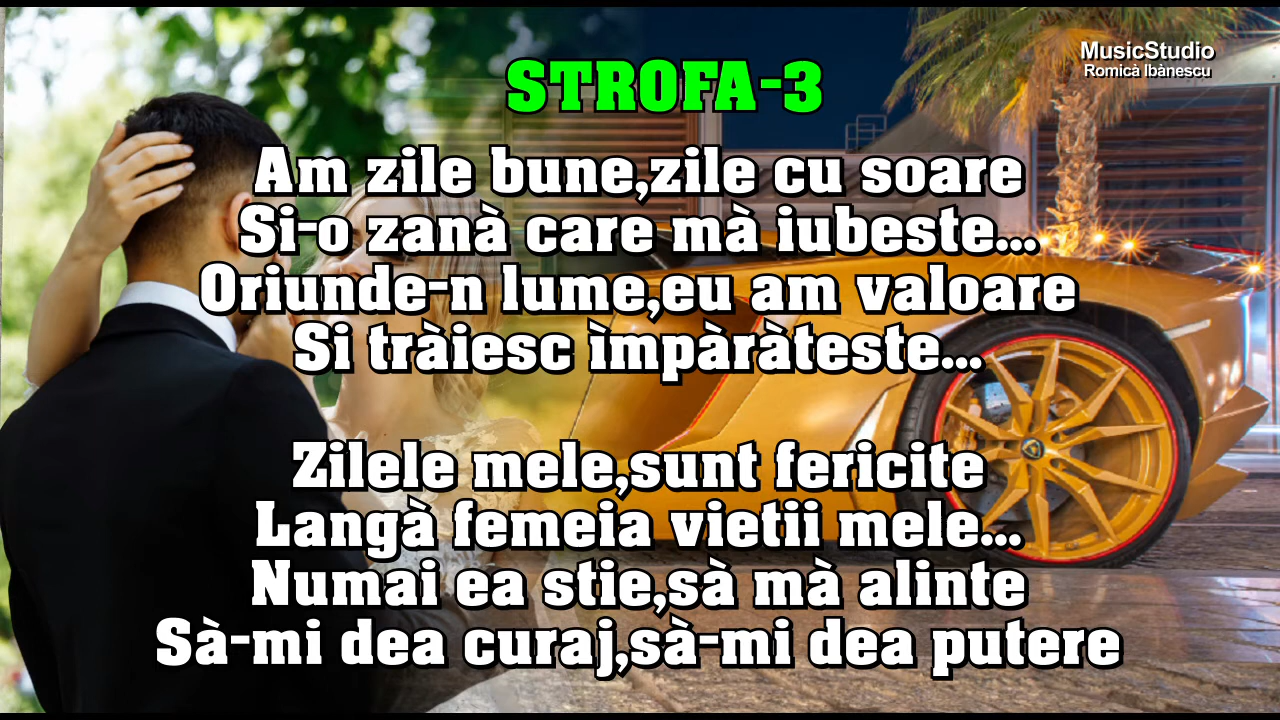 MusicStudio
Romicà Ibànescu
STROFA-3
Am zile bune,zile cu soare
Si-o zanà care mà iubeste...
Oriunde-n lume,eu am valoare
Si tràiesc ìmpàràteste...
Zilele mele,sunt fericite
Langà femeia vietii mele...
Numai ea stie,sà mà alinte
Sà-mi dea curaj,sà-mi dea putere